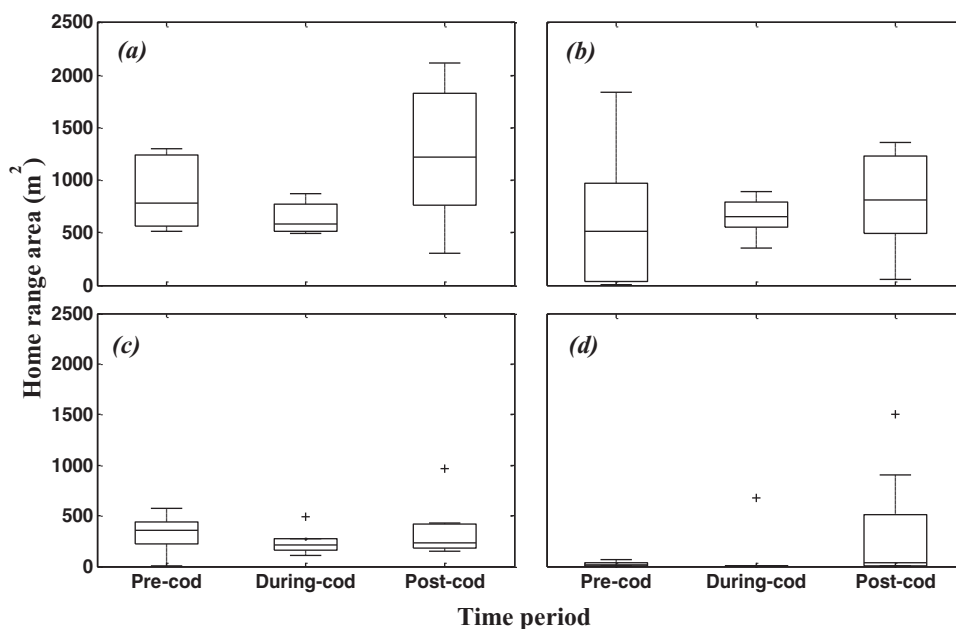 2500
2000
1500
1000
500
0
(a)
(b)
2500
2000
1500
1000
500
0
(c)
(d)
Home range area (m²)
Pre-cod During-cod Post-cod
Pre-cod During-cod Post-cod
Time period